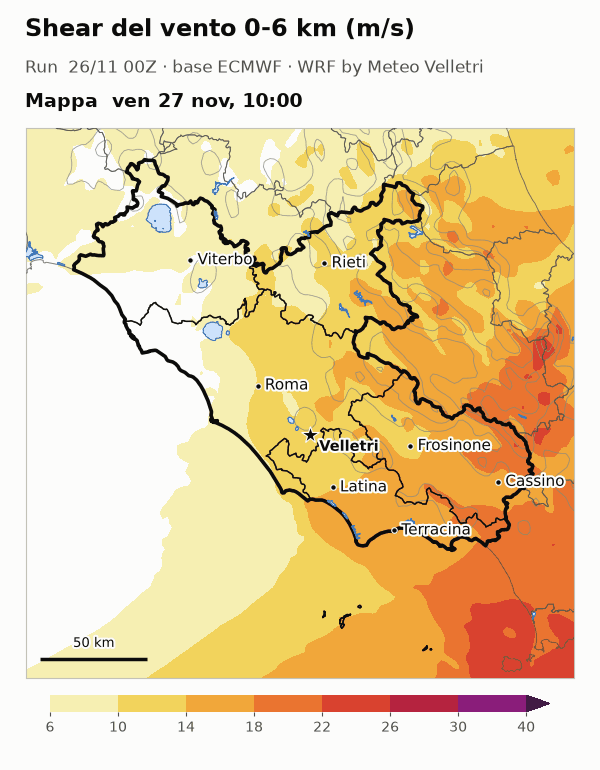 Shear del vento 0-6 km (m/s)
Run  26/11 00Z · base ECMWF · WRF by Meteo Velletri
Mappa  ven 27 nov, 10:00
Viterbo
Rieti
Roma
Velletri
Frosinone
Cassino
Latina
Terracina
50 km
6 10 14 18 22 26 30 40